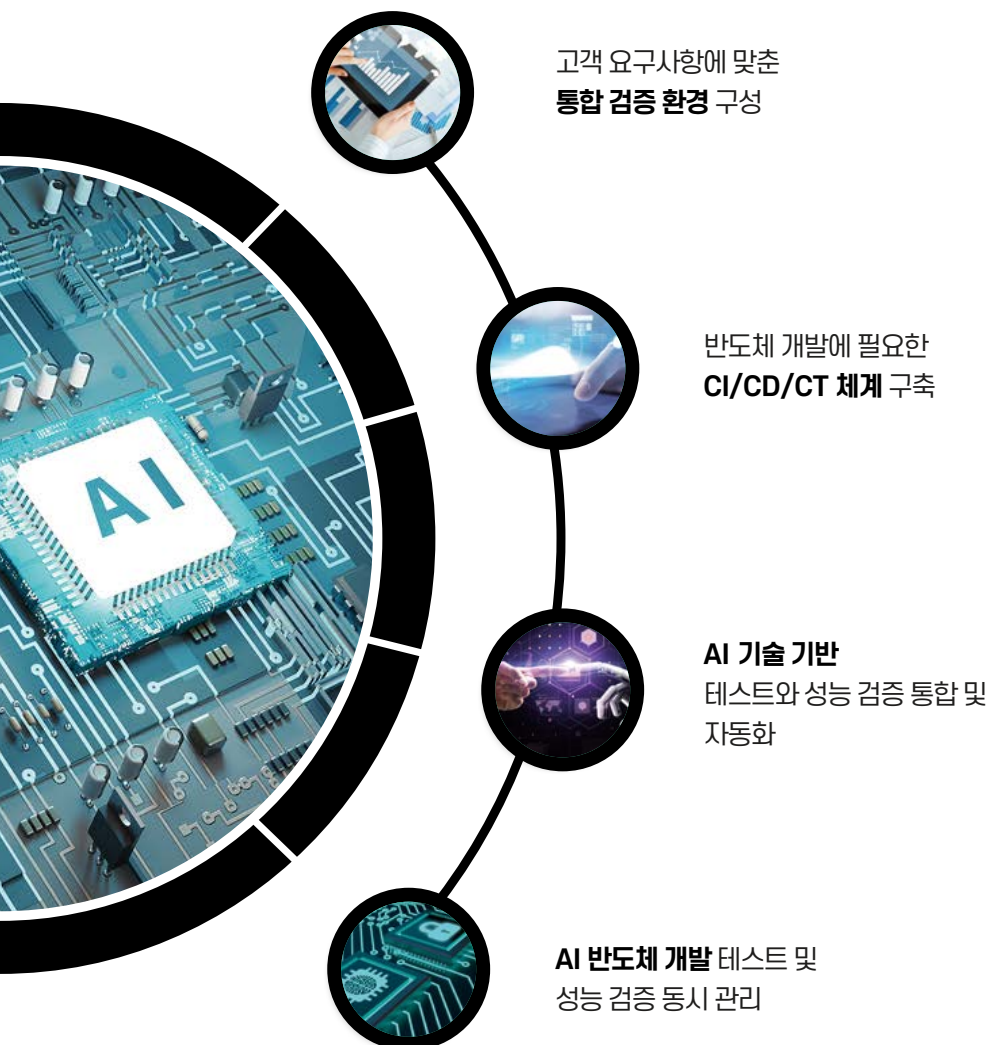 고객 요구사항에 맞춘
통합 검증 환경 구성
반도체 개발에 필요한
CI/CD/CT 체계 구축
AI
AI 기술 기반
테스트와 성능 검증 통합 및
자동화
AI 반도체 개발 테스트 및
성능 검증 동시 관리